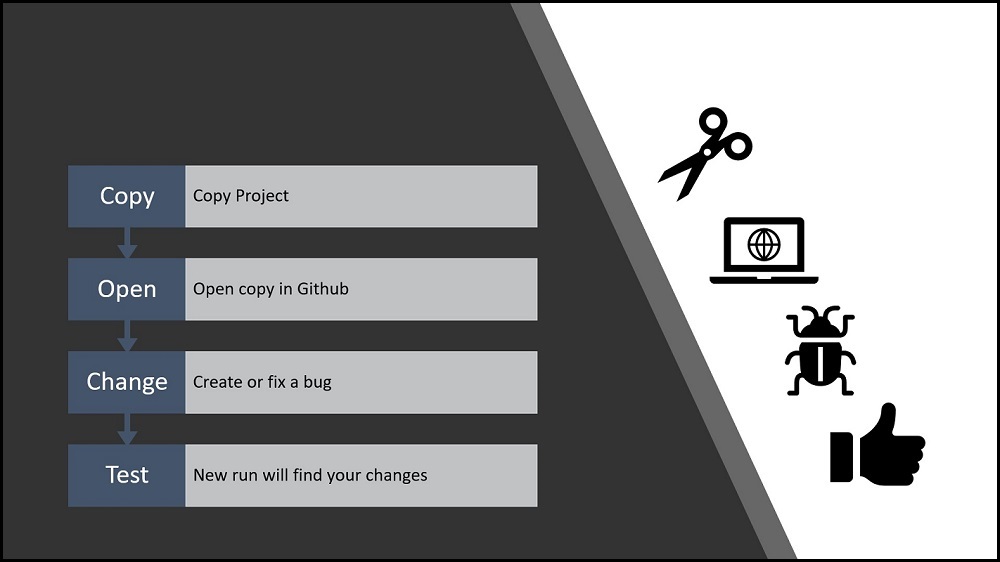 Copy
Copy Project
Open
Open copy in Github
Change
Create or fix a bug
Test
New run will find your changes